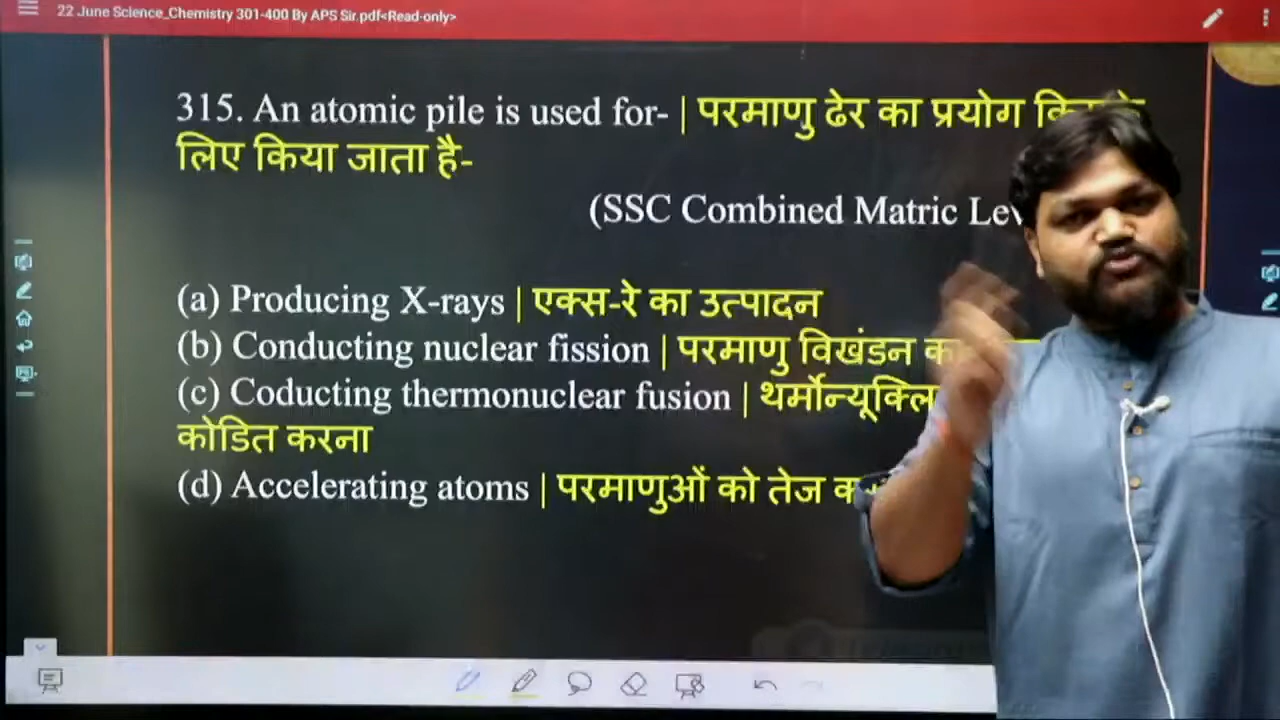 22 June Science_Chemistry 301-400 By APS Sir.pdf<Read-only>
315. An atomic pile is used for- | परमाणु ढेर का प्रयोग
लिए किया जाता है-
(SSC Combined Matric
(a) Producing X-rays | एक्स-रे का उत्पादन
(b) Conducting nuclear fission | परमाणु विखंडन
(c) Coducting thermonuclear fusion |
कोडित करना
(d) Accelerating atoms | परमाणुओं को तेज